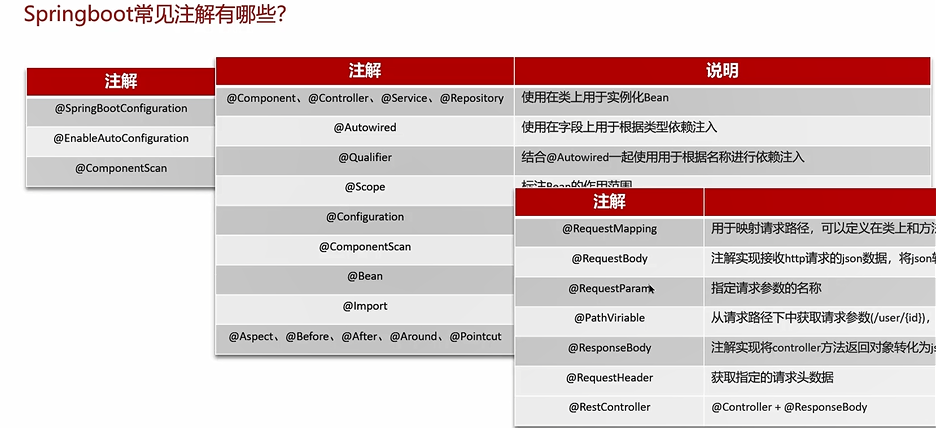 Springboot常见注解有哪些?
注解
@SpringBootConfiguration
@EnableAutoConfiguration
@ComponentScan
注解 说明
@Component、@Controller、@Service、@Repository 使用在类上用于实例化Bean
@Autowired 使用在字段上用于根据类型依赖注入
@Qualifier 结合@Autowired一起使用用于根据名称进行依赖注入
@Scope 标注Bean的作用范围
@Configuration
@ComponentScan
@Bean
@Import
@Aspect、@Before、@After、@Around、@Pointcut
注解
@RequestMapping 用于映射请求路径，可以定义在类上和方法
@RequestBody 注解实现接收http请求的json数据，将json转
@RequestParam 指定请求参数的名称
@PathViriable 从请求路径下中获取请求参数(/user/{id})，
@ResponseBody 注解实现将controller方法返回对象转化为js
@RequestHeader 获取指定的请求头数据
@RestController @Controller + @ResponseBody